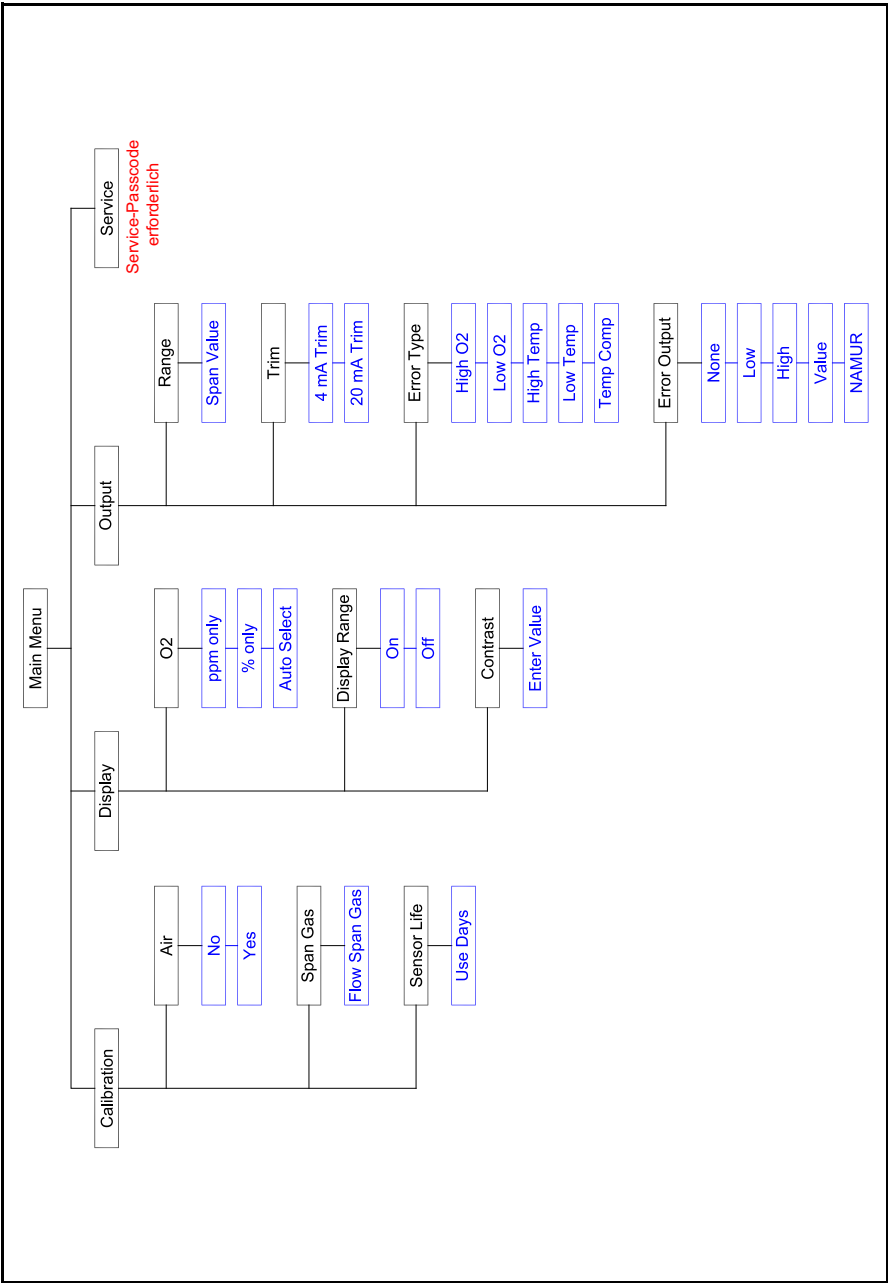 Main Menu
Calibration
Air
No
Yes
Span Gas
Flow Span Gas
Sensor Life
Use Days
Display
O2
ppm only
% only
Auto Select
Display Range
On
Off
Contrast
Enter Value
Output
Range
Span Value
Trim
4 mA Trim
20 mA Trim
Error Type
High O2
Low O2
High Temp
Low Temp
Temp Comp
Error Output
None
Low
High
Value
NAMUR
Service
Service-Passcode
erforderlich